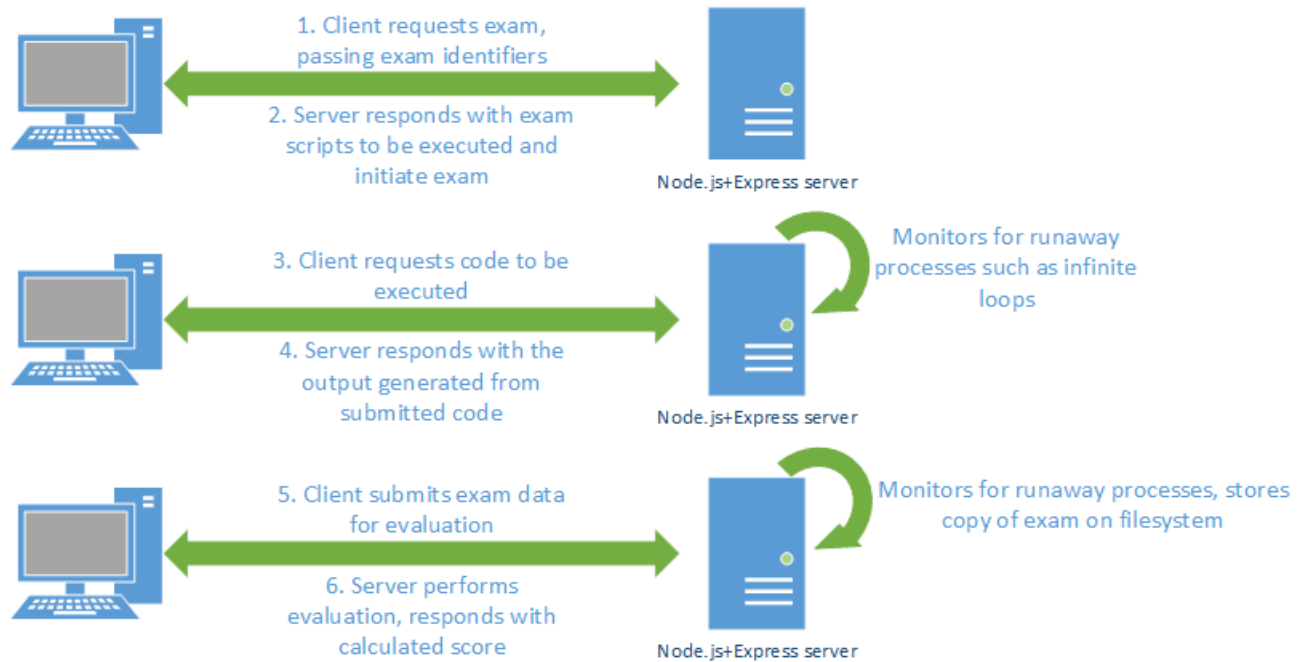 1. Client requests exam,
passing exam identifiers
2. Server responds with exam
scripts to be executed and
initiate exam
Node.js+Express server
3. Client requests code to be
executed
4. Server responds with the
output generated from
submitted code
Node.js+Express server
Monitors for runaway
processes such as infinite
loops
5. Client submits exam data
for evaluation
6. Server performs
evaluation, responds with
calculated score
Node.js+Express server
Monitors for runaway processes, stores
copy of exam on filesystem